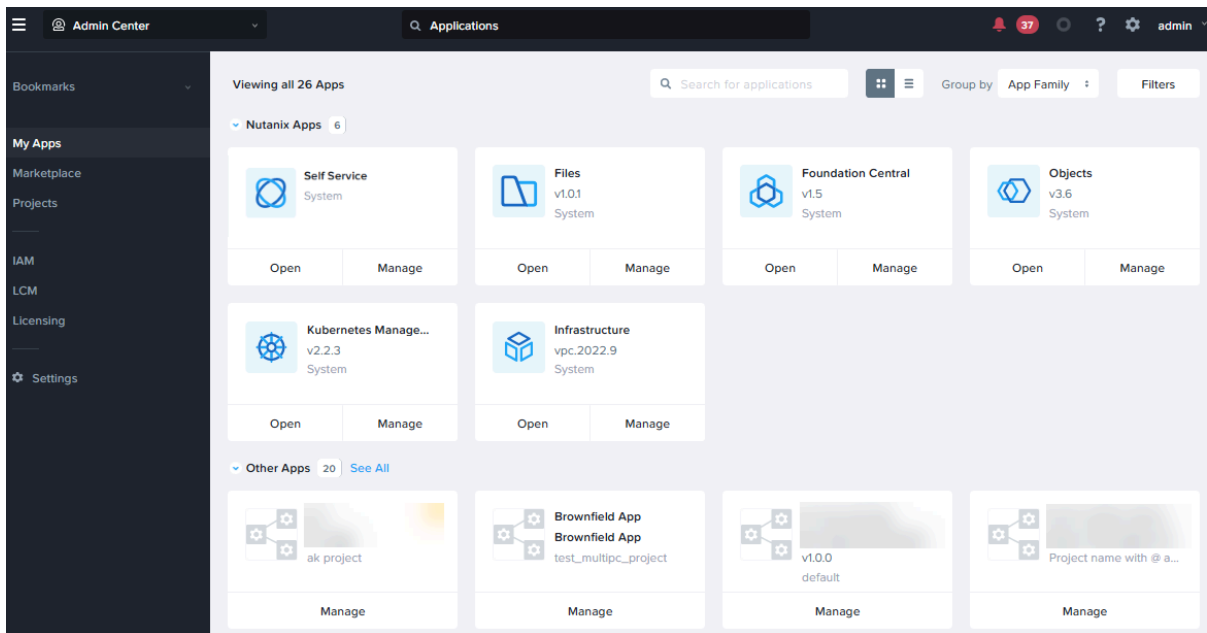 Admin Center
Applications
37
?
admin
Bookmarks
My Apps
Marketplace
Projects
IAM
LCM
Licensing
Settings
Viewing all 26 Apps
Search for applications
Group by
App Family
Filters
Nutanix Apps 6
Self Service
System
Open
Manage
Files
v1.0.1
System
Open
Manage
Foundation Central
v1.5
System
Open
Manage
Objects
v3.6
System
Open
Manage
Kubernetes Manage...
v2.2.3
System
Open
Manage
Infrastructure
vpc.2022.9
System
Open
Manage
Other Apps 20 See All
ak project
Manage
Brownfield App
Brownfield App
test_multipc_project
Manage
v1.0.0
default
Manage
Project name with @ a...
Manage